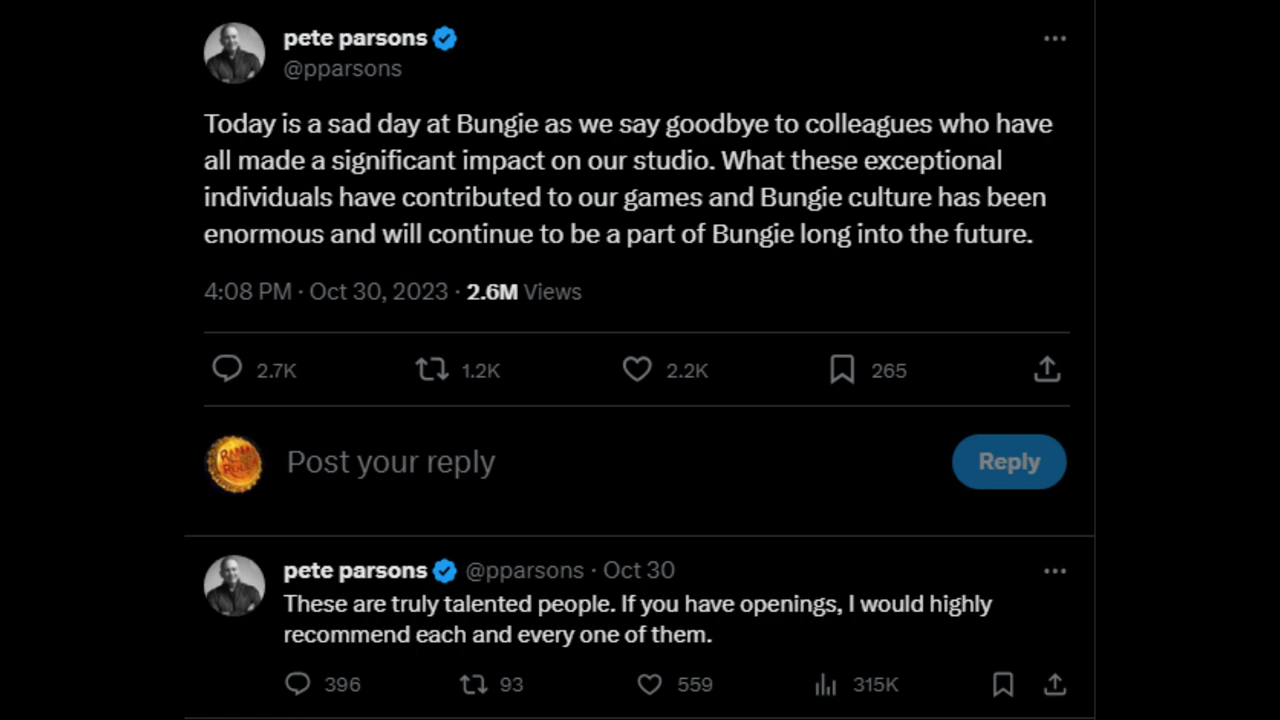 pete parsons
@pparsons
Today is a sad day at Bungie as we say goodbye to colleagues who have
all made a significant impact on our studio. What these exceptional
individuals have contributed to our games and Bungie culture has been
enormous and will continue to be a part of Bungie long into the future.
4:08 PM · Oct 30, 2023 · 2.6M Views
2.7K 1.2K 2.2K 265
Post your reply Reply
pete parsons @pparsons · Oct 30
These are truly talented people. If you have openings, I would highly
recommend each and every one of them.
396 93 559 315K